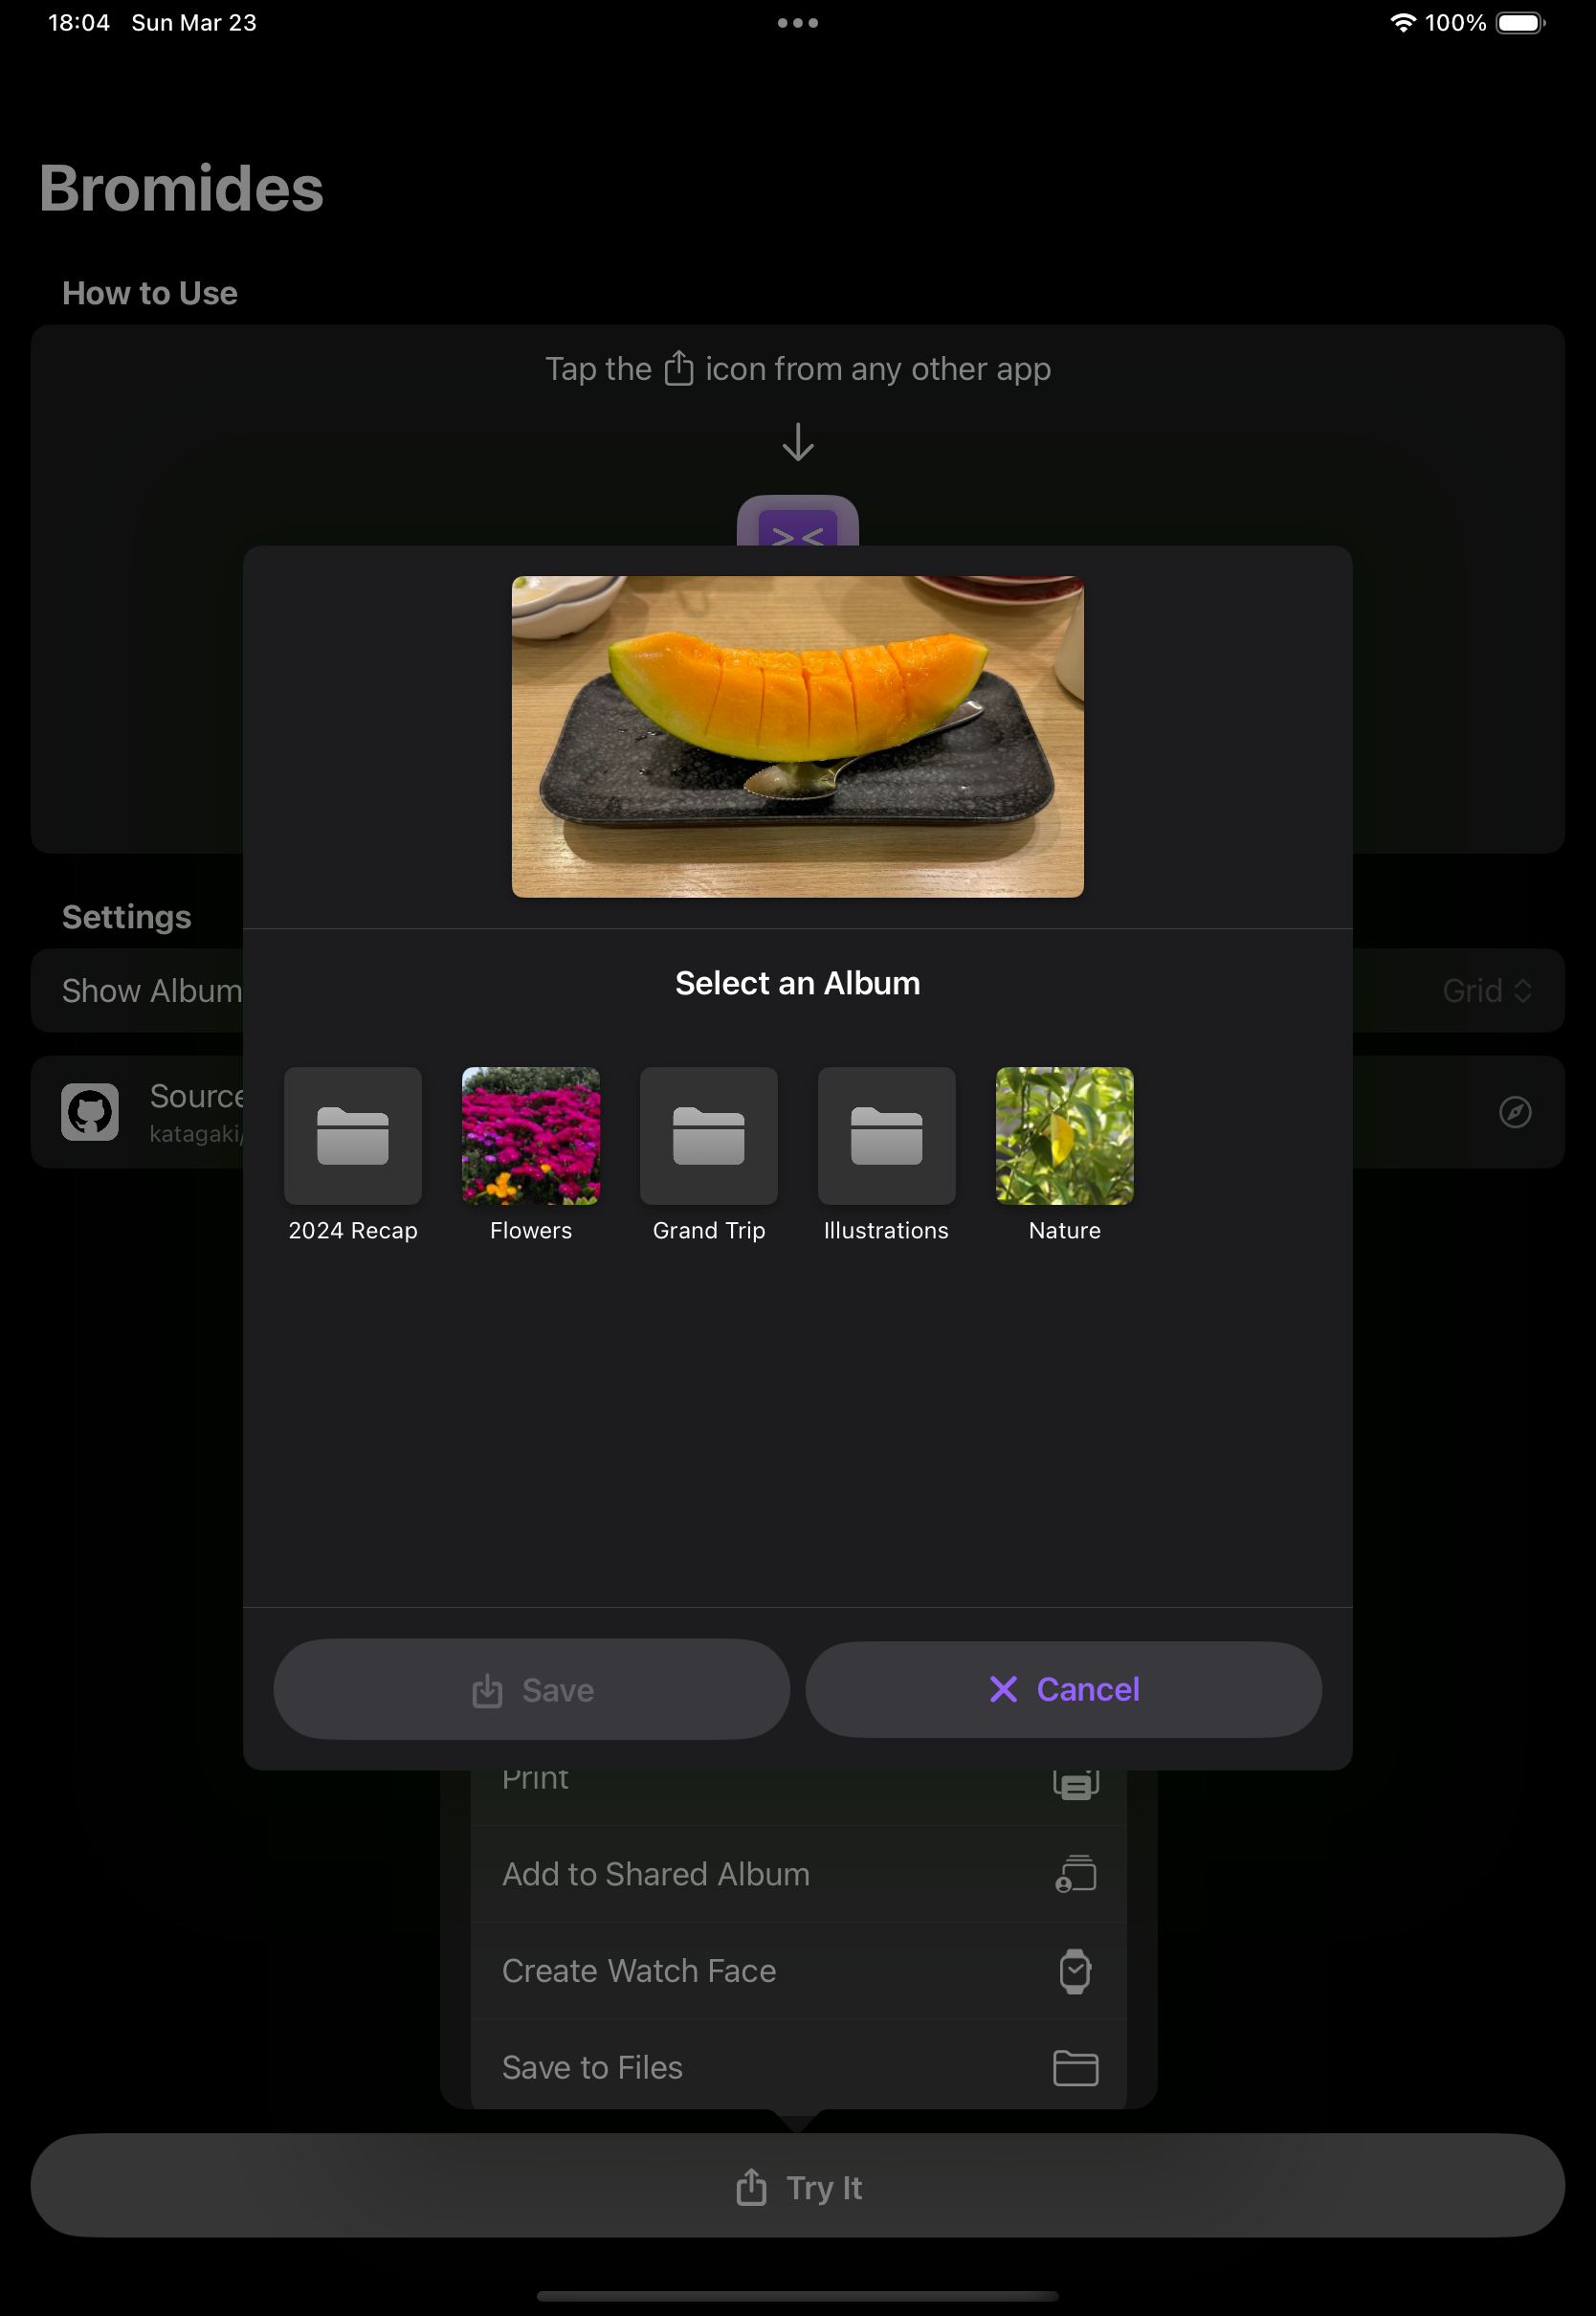 18:04 Sun Mar 23
100%
Bromides
How to Use
Tap the icon from any other app
> <
Select an Album
2024 Recap
Flowers
Grand Trip
Illustrations
Nature
Save
Cancel
Settings
Show Album
Grid
Source
katagaki/
Print
Add to Shared Album
Create Watch Face
Save to Files
Try It